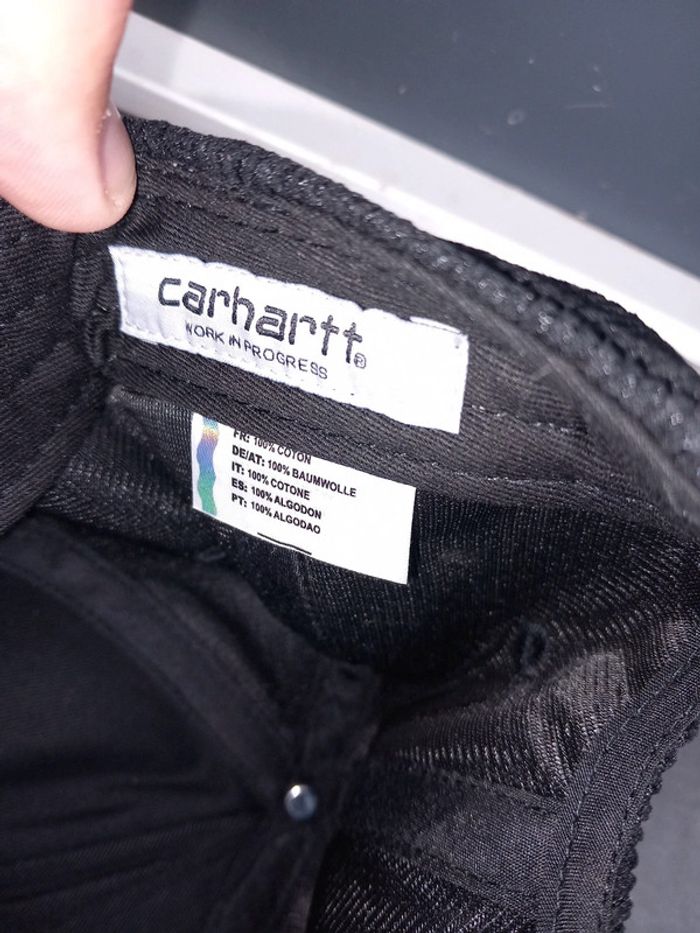 carhartt®
WORK IN PROGRESS
FR: 100% COTON
DE/AT: 100% BAUMWOLLE
IT: 100% COTONE
ES: 100% ALGODON
PT: 100% ALGODAO